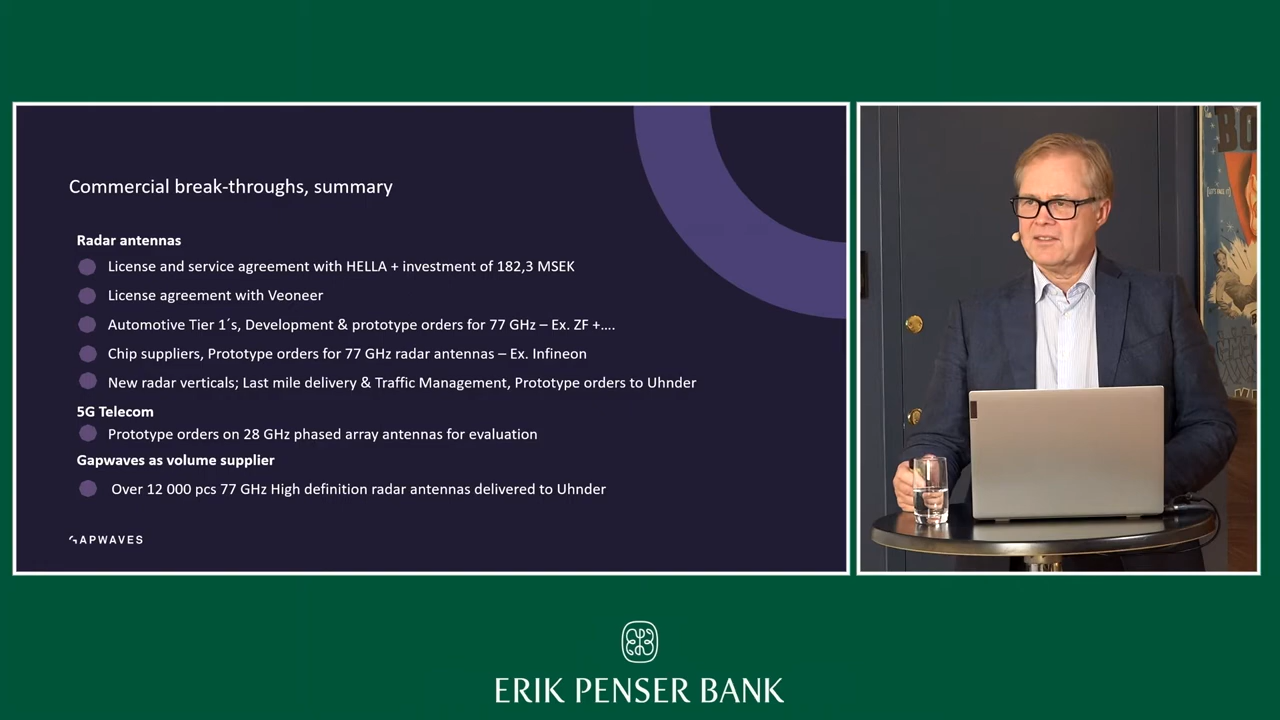 Commercial break-throughs, summary
Radar antennas
License and service agreement with HELLA + investment of 182,3 MSEK
License agreement with Veoneer
Automotive Tier 1´s, Development & prototype orders for 77 GHz – Ex. ZF +....
Chip suppliers, Prototype orders for 77 GHz radar antennas – Ex. Infineon
New radar verticals; Last mile delivery & Traffic Management, Prototype orders to Uhnder
5G Telecom
Prototype orders on 28 GHz phased array antennas for evaluation
Gapwaves as volume supplier
Over 12 000 pcs 77 GHz High definition radar antennas delivered to Uhnder
GAPWAVES
BO
ERIK PENSER BANK